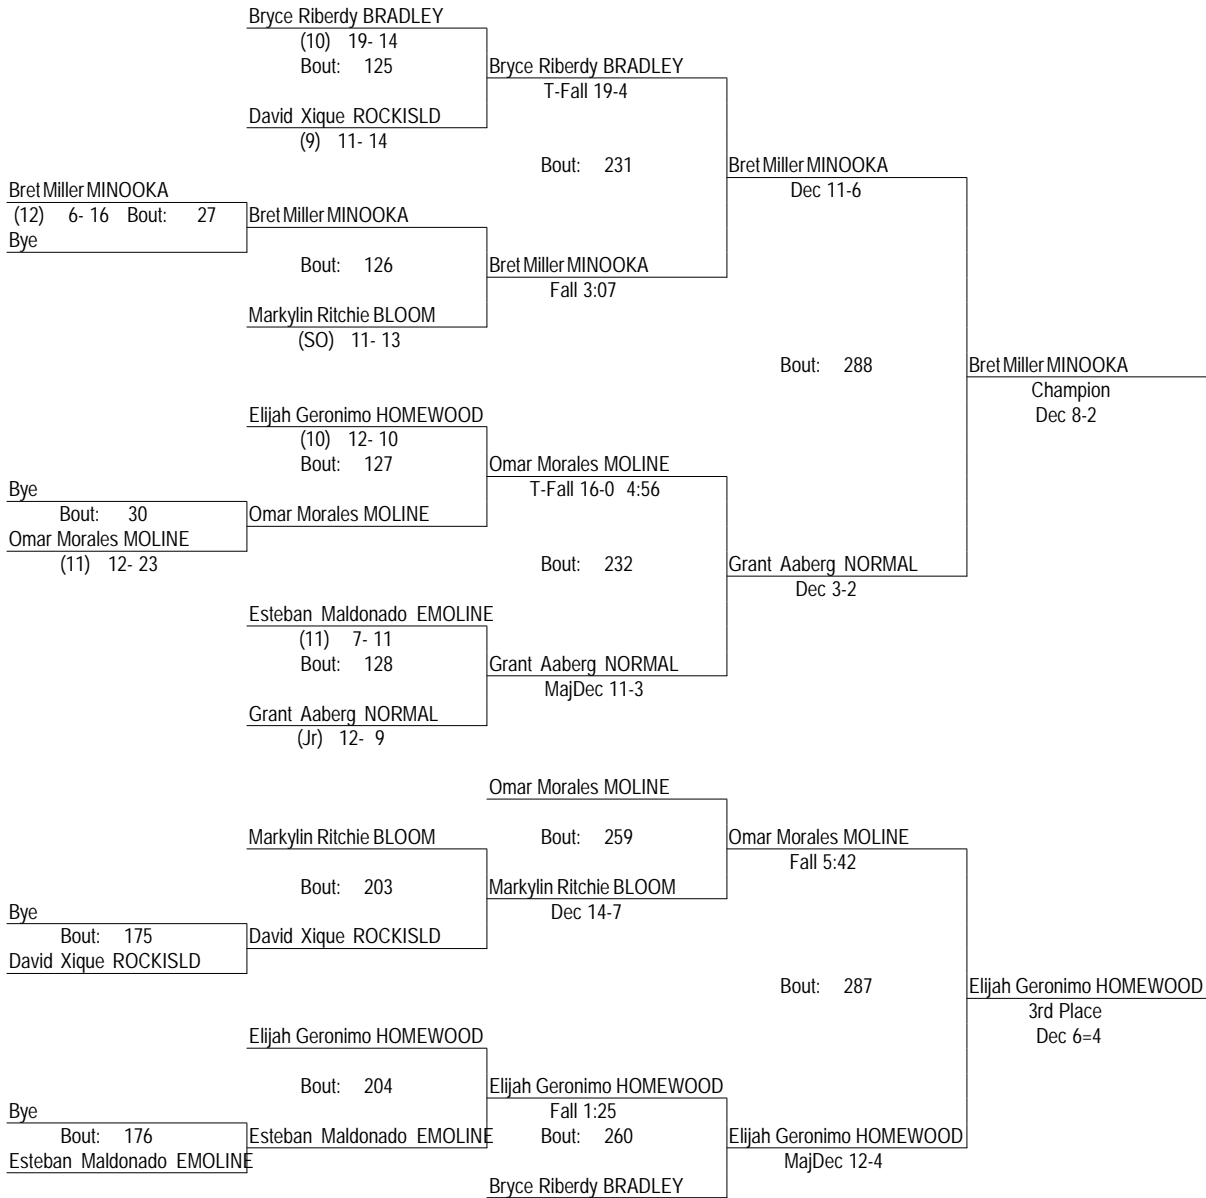 Bryce Riberdy BRADLEY
(10) 19- 14
Bout: 125
Bryce Riberdy BRADLEY
T-Fall 19-4
David Xique ROCKISLD
(9) 11- 14
Bout: 231
Bret Miller MINOOKA
Dec 11-6
Bret Miller MINOOKA
(12) 6- 16 Bout: 27
Bret Miller MINOOKA
Bye
Bout: 126
Bret Miller MINOOKA
Fall 3:07
Markylin Ritchie BLOOM
(SO) 11- 13
Bout: 288
Bret Miller MINOOKA
Champion
Dec 8-2
Elijah Geronimo HOMEWOOD
(10) 12- 10
Bout: 127
Omar Morales MOLINE
T-Fall 16-0 4:56
Bye
Bout: 30
Omar Morales MOLINE
Omar Morales MOLINE
(11) 12- 23
Bout: 232
Grant Aaberg NORMAL
Dec 3-2
Esteban Maldonado EMOLINE
(11) 7- 11
Bout: 128
Grant Aaberg NORMAL
MajDec 11-3
Grant Aaberg NORMAL
(Jr) 12- 9
Omar Morales MOLINE
Markylin Ritchie BLOOM
Bout: 259
Omar Morales MOLINE
Fall 5:42
Bout: 203
Markylin Ritchie BLOOM
Dec 14-7
Bye
Bout: 175
David Xique ROCKISLD
David Xique ROCKISLD
Bout: 287
Elijah Geronimo HOMEWOOD
3rd Place
Dec 6=4
Elijah Geronimo HOMEWOOD
Bout: 204
Elijah Geronimo HOMEWOOD
Fall 1:25
Bye
Bout: 176
Esteban Maldonado EMOLINE
Esteban Maldonado EMOLINE
Bout: 260
Elijah Geronimo HOMEWOOD
MajDec 12-4
Bryce Riberdy BRADLEY